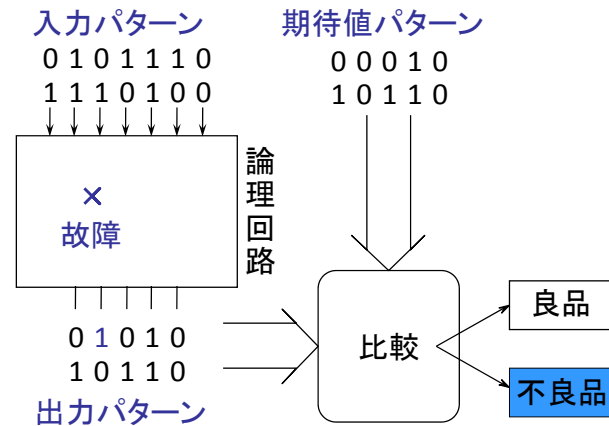 入力パターン
0 1 0 1 1 1 0
1 1 1 0 1 0 0
期待値パターン
0 0 0 1 0
1 0 1 1 0
×
故障
論理回路
0 1 0 1 0
1 0 1 1 0
出力パターン
比較
良品
不良品